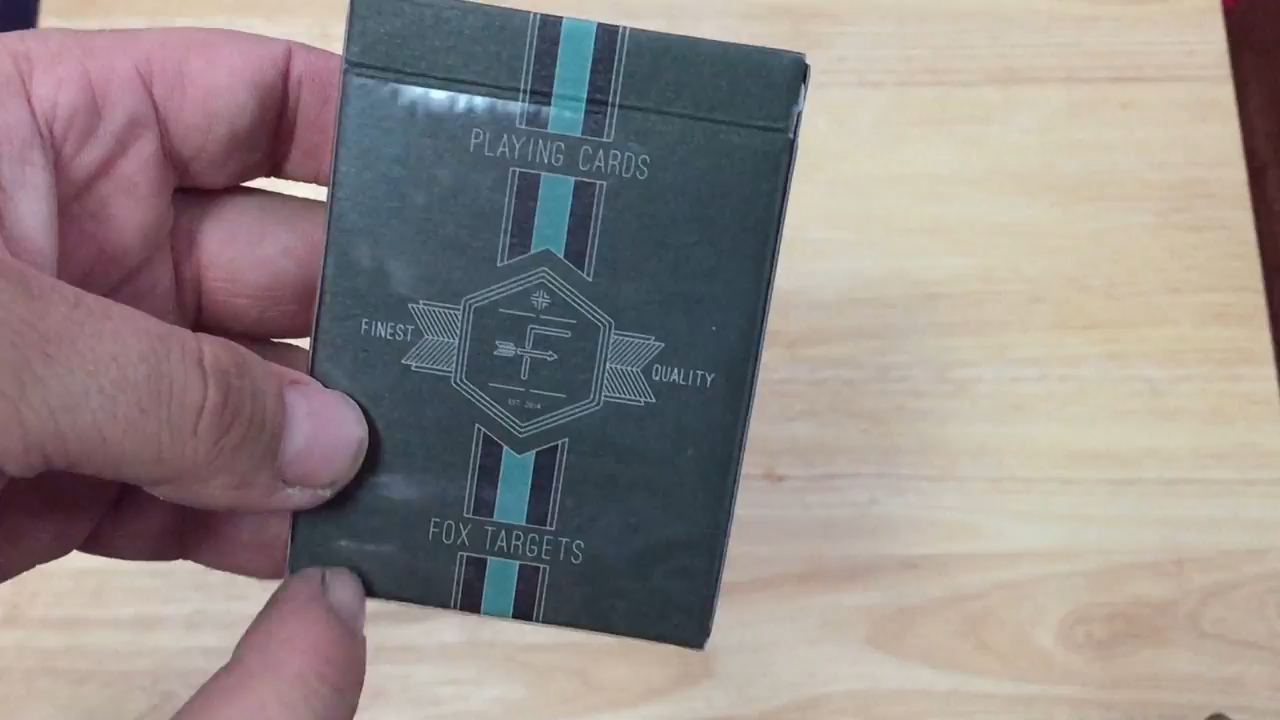 PLAYING CARDS
FINEST
F
QUALITY
EST. 2014
FOX TARGETS